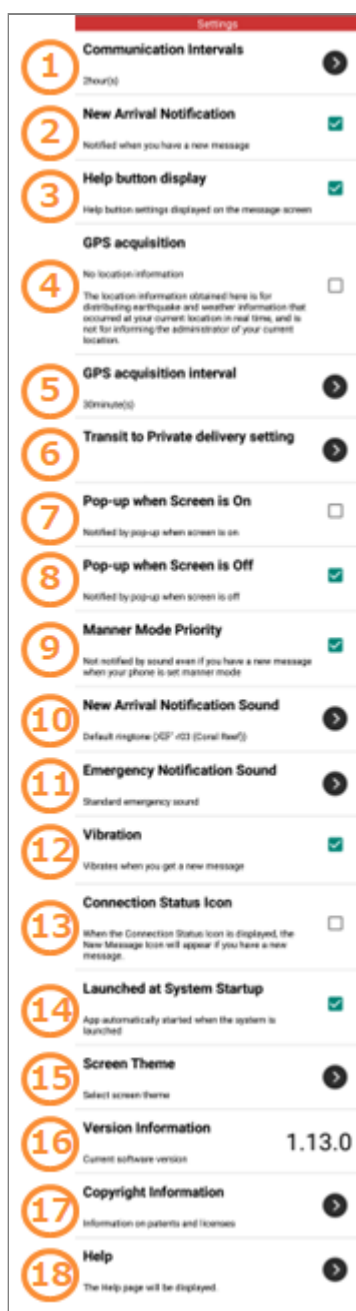 Settings
1
Communication Intervals
2hour(s)
2
New Arrival Notification
Notified when you have a new message
3
Help button display
Help button settings displayed on the message screen
4
GPS acquisition
No location information
The location information obtained here is for
distributing earthquake and weather information that
occurred at your current location in real time, and is
not for informing the administrator of your current
location.
5
GPS acquisition interval
30minute(s)
6
Transit to Private delivery setting
7
Pop-up when Screen is On
Notified by pop-up when screen is on
8
Pop-up when Screen is Off
Notified by pop-up when screen is off
9
Manner Mode Priority
Not notified by sound even if you have a new message
when your phone is set manner mode
10
New Arrival Notification Sound
Default ringtone r03 (Coral Reef))
11
Emergency Notification Sound
Standard emergency sound
12
Vibration
Vibrates when you get a new message
13
Connection Status Icon
When the Connection Status Icon is displayed, the
New Message Icon will appear if you have a new
message.
14
Launched at System Startup
App automatically started when the system is
launched
15
Screen Theme
Select screen theme
16
Version Information
1.13.0
Current software version
17
Copyright Information
Information on patents and licenses
18
Help
The Help page will be displayed.